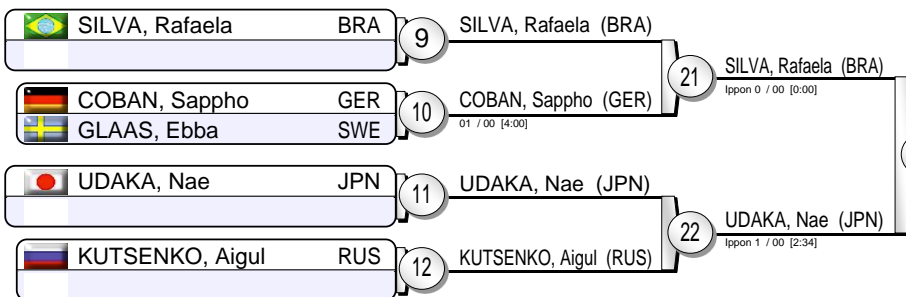 SILVA, Rafaela BRA
9
SILVA, Rafaela (BRA)
21
SILVA, Rafaela (BRA)
Ippon 0 / 00 [0:00]
COBAN, Sappho GER
GLAAS, Ebba SWE
10
COBAN, Sappho (GER)
01 / 00 [4:00]
UDAKA, Nae JPN
11
UDAKA, Nae (JPN)
22
UDAKA, Nae (JPN)
Ippon 1 / 00 [2:34]
KUTSENKO, Aigul RUS
12
KUTSENKO, Aigul (RUS)